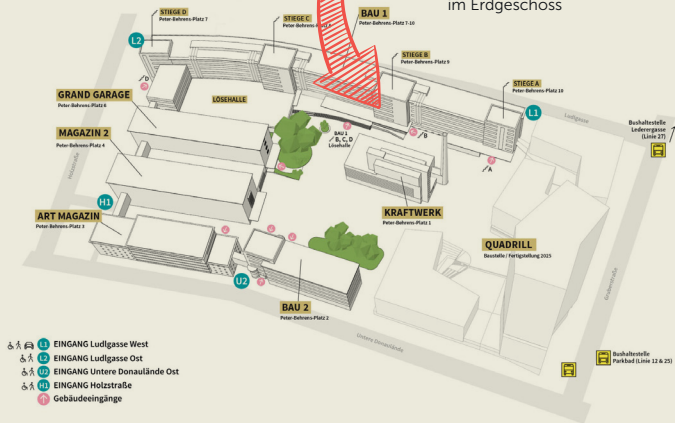 im Erdgeschoss
STIEGE D
Peter-Behrens-Platz 7
STIEGE C
BAU 1
Peter-Behrens-Platz 7-10
STIEGE B
Peter-Behrens-Platz 9
STIEGE A
Peter-Behrens-Platz 10
L2
D
GRAND GARAGE
Peter-Behrens-Platz 6
LÖSEHALLE
L1
Ludlgasse
Bushaltestelle
Lederergasse
(Linie 27)
MAGAZIN 2
Peter-Behrens-Platz 4
BAU 1
B, C, D
Lösehalle
B
A
Holzstraße
H1
ART MAGAZIN
Peter-Behrens-Platz 3
KRAFTWERK
Peter-Behrens-Platz 1
QUADRILL
Baustelle / Fertigstellung 2025
U2
BAU 2
Peter-Behrens-Platz 2
Untere Donaulände
L1 EINGANG Ludlgasse West
L2 EINGANG Ludlgasse Ost
U2 EINGANG Untere Donaulände Ost
H1 EINGANG Holzstraße
Gebäudeeingänge
Bushaltestelle
Parkbad (Linie 12 & 25)